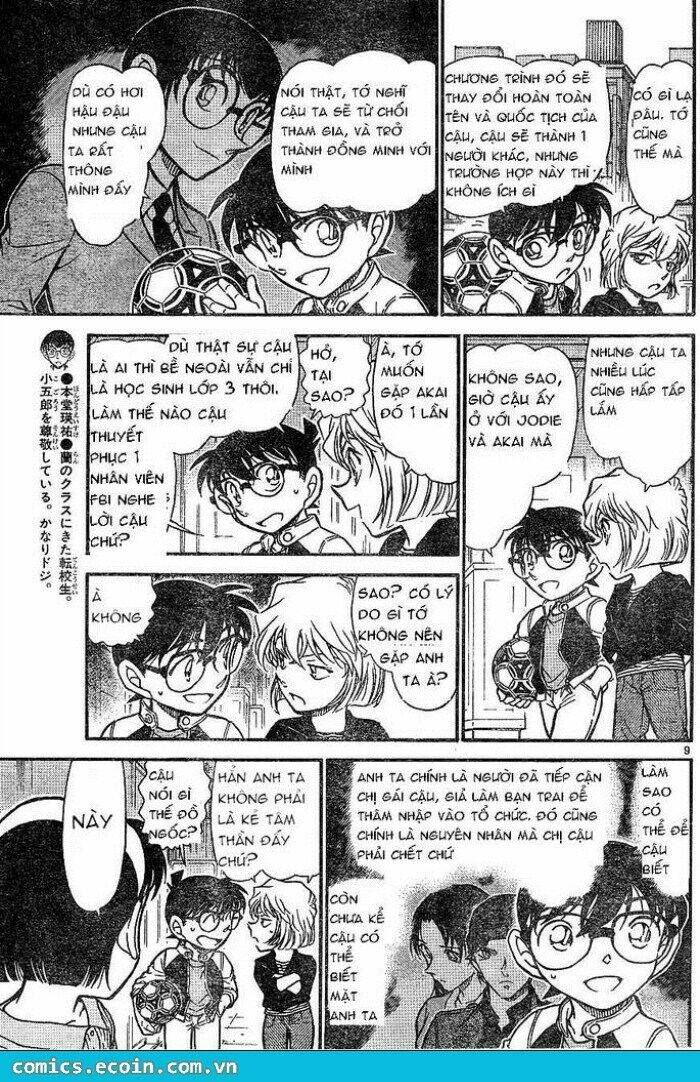 CÓ GÌ LẠ
ĐÂU. TỚ
CŨNG
THẾ MÀ
CHƯƠNG TRÌNH ĐÓ SẼ
THAY ĐỔI HOÀN TOÀN
TÊN VÀ QUỐC TỊCH CỦA
CẬU, CẬU SẼ THÀNH 1
NGƯỜI KHÁC, NHƯNG
TRƯỜNG HỢP NÀY THÌ
KHÔNG ÍCH GÌ
NÓI THẬT, TỚ NGHĨ
CẬU TA SẼ TỪ CHỐI
THAM GIA, VÀ TRỞ
THÀNH ĐỒNG MINH VỚI
MÌNH
DÙ CÓ HƠI
HẬU ĐẬU
NHƯNG CẬU
TA RẤT
THÔNG
MÌNH ĐẤY
NHƯNG CẬU TA
NHIỀU LÚC
CŨNG HẤP TẤP
LẮM
KHÔNG SAO,
GIỜ CẬU ẤY
Ở VỚI JODIE
VÀ AKAI MÀ
À, TỚ
MUỐN
GẶP AKAI
ĐÓ 1 LẦN
HỞ,
TẠI
SAO?
DÙ THẬT SỰ CẬU
LÀ AI THÌ BỀ NGOÀI VẪN CHỈ
LÀ HỌC SINH LỚP 3 THÔI.
LÀM THẾ NÀO CẬU
THUYẾT
PHỤC 1
NHÂN VIÊN
FBI NGHE
LỜI CẬU
CHỨ?
●本堂瑛祐●蘭のクラスにきた転校生。
小五郎を尊敬している。かなりドジ。
SAO? CÓ LÝ
DO GÌ TỚ
KHÔNG NÊN
GẶP ANH
TA À?
À
KHÔNG
9
LÀM
SAO
CÓ THỂ
ĐỂ
CẬU
BIẾT
ANH TA CHÍNH LÀ NGƯỜI ĐÃ TIẾP CẬN
CHỊ GÁI CẬU, GIẢ LÀM BẠN TRAI ĐỂ
THÂM NHẬP VÀO TỔ CHỨC. ĐÓ CŨNG
CHÍNH LÀ NGUYÊN NHÂN MÀ CHỊ CẬU
PHẢI CHẾT CHỨ
CÒN
CHƯA KỂ
CẬU CÓ
THỂ
BIẾT
MẶT
ANH TA
HẲN ANH TA
KHÔNG PHẢI
LÀ KẺ TÂM
THẦN ĐẤY
CHỨ?
CẬU
NÓI GÌ
THẾ ĐỒ
NGỐC?
NÀY
comics.ecoin.com.vn